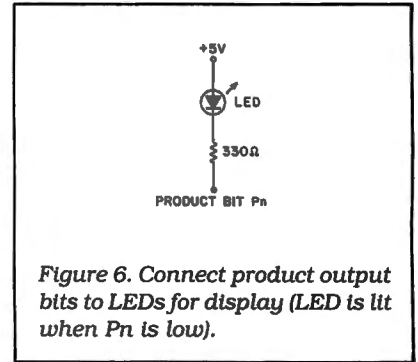 +5V
LED
330Ω
PRODUCT BIT Pn
Figure 6. Connect product output
bits to LEDs for display (LED is lit
when Pn is low).